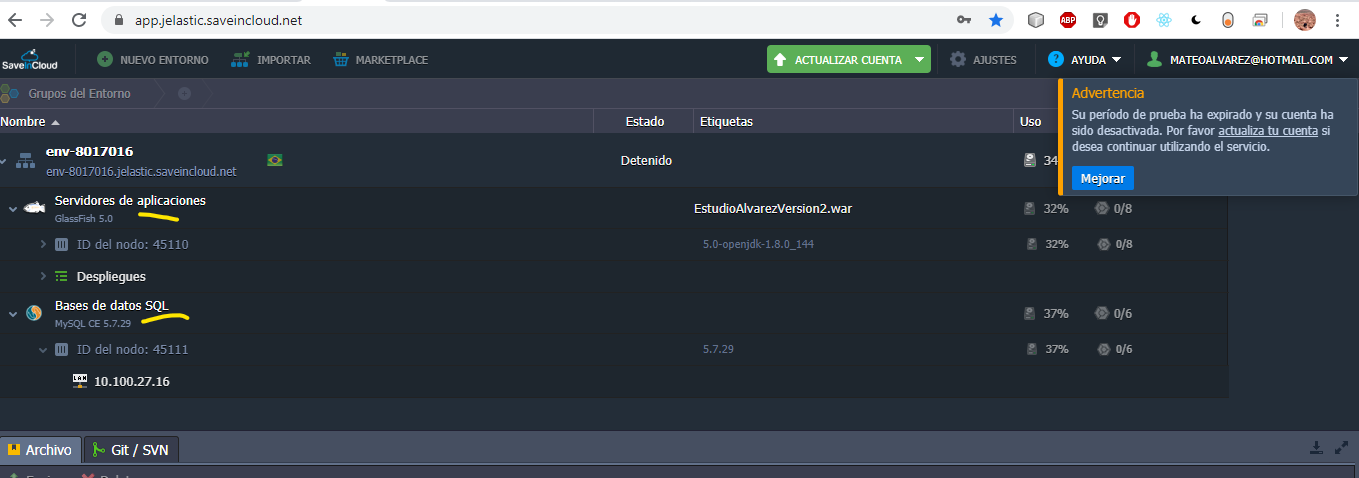 app.jelastic.saveincloud.net
ABP
SaveinCloud
NUEVO ENTORNO
IMPORTAR
MARKETPLACE
ACTUALIZAR CUENTA
AJUSTES
? AYUDA
MATEOALVAREZ@HOTMAIL.COM
Grupos del Entorno
Advertencia
Su período de prueba ha expirado y su cuenta ha
sido desactivada. Por favor actualiza tu cuenta si
desea continuar utilizando el servicio.
Mejorar
Nombre Estado Etiquetas Uso
env-8017016
env-8017016.jelastic.saveincloud.net
Detenido
34
Servidores de aplicaciones
GlassFish 5.0
EstudioAlvarezVersion2.war
32% 0/8
ID del nodo: 45110
5.0-openjdk-1.8.0_144
32% 0/8
Despliegues
Bases de datos SQL
MySQL CE 5.7.29
37% 0/6
ID del nodo: 45111
5.7.29
37% 0/6
LAN 10.100.27.16
Archivo
Git / SVN